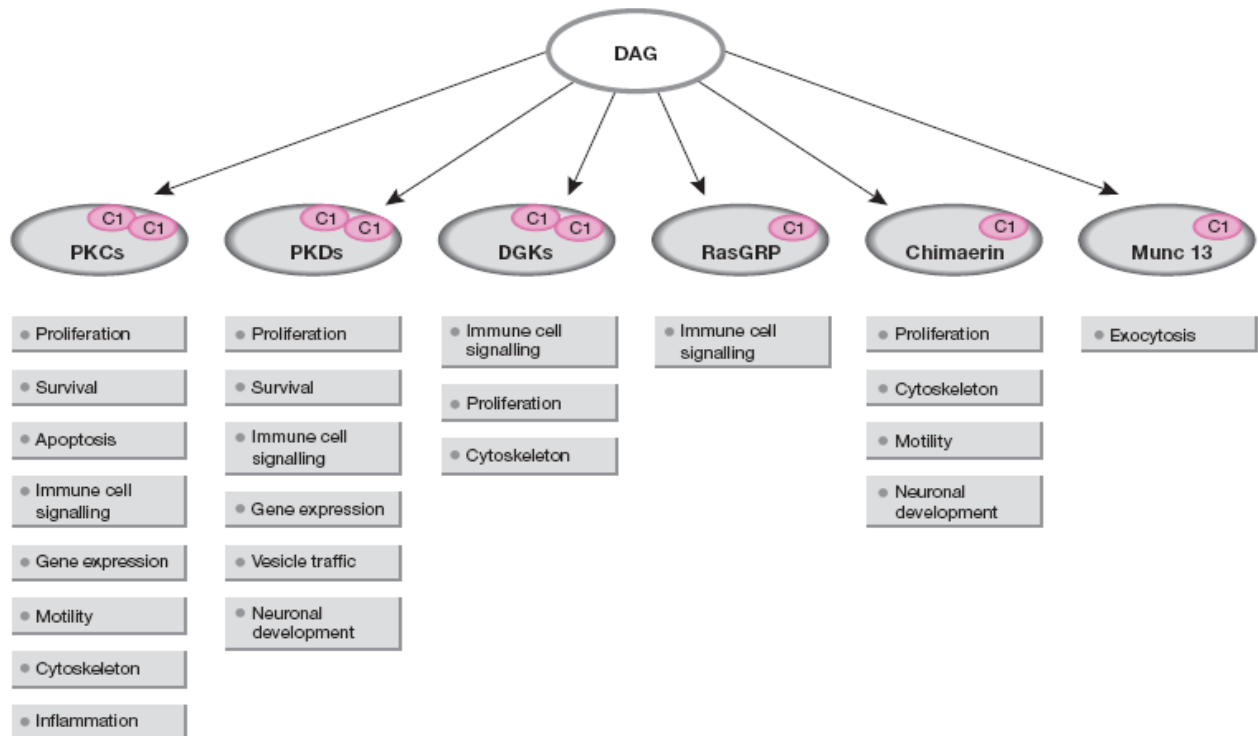 DAG
C1
C1
PKCs
C1
C1
PKDs
C1
C1
DGKs
C1
RasGRP
C1
Chimaerin
C1
Munc 13
Proliferation
Survival
Apoptosis
Immune cell
signalling
Gene expression
Motility
Cytoskeleton
Inflammation
Proliferation
Survival
Immune cell
signalling
Gene expression
Vesicle traffic
Neuronal
development
Immune cell
signalling
Proliferation
Cytoskeleton
Immune cell
signalling
Proliferation
Cytoskeleton
Motility
Neuronal
development
Exocytosis